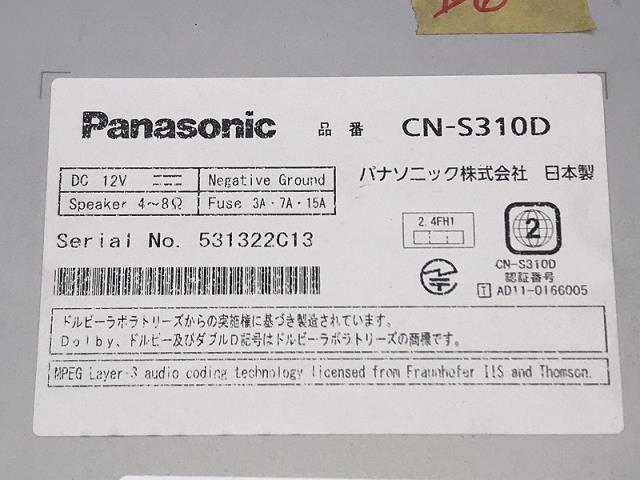 Panasonic 品番 CN-S310D
DC 12V Negative Ground
Speaker 4～8Ω Fuse 3A・7A・15A
パナソニック株式会社 日本製
Serial No. 531322C13
2.4FH1
2
CN-S310D
認証番号
T AD11-0166005
ドルビーラボラトリーズからの実施権に基づき製造されています。
Dolby、ドルビー及びダブルD記号はドルビーラボラトリーズの商標です。
MPEG Layer-3 audio coding technology licensed from Fraunhofer IIS and Thomson.